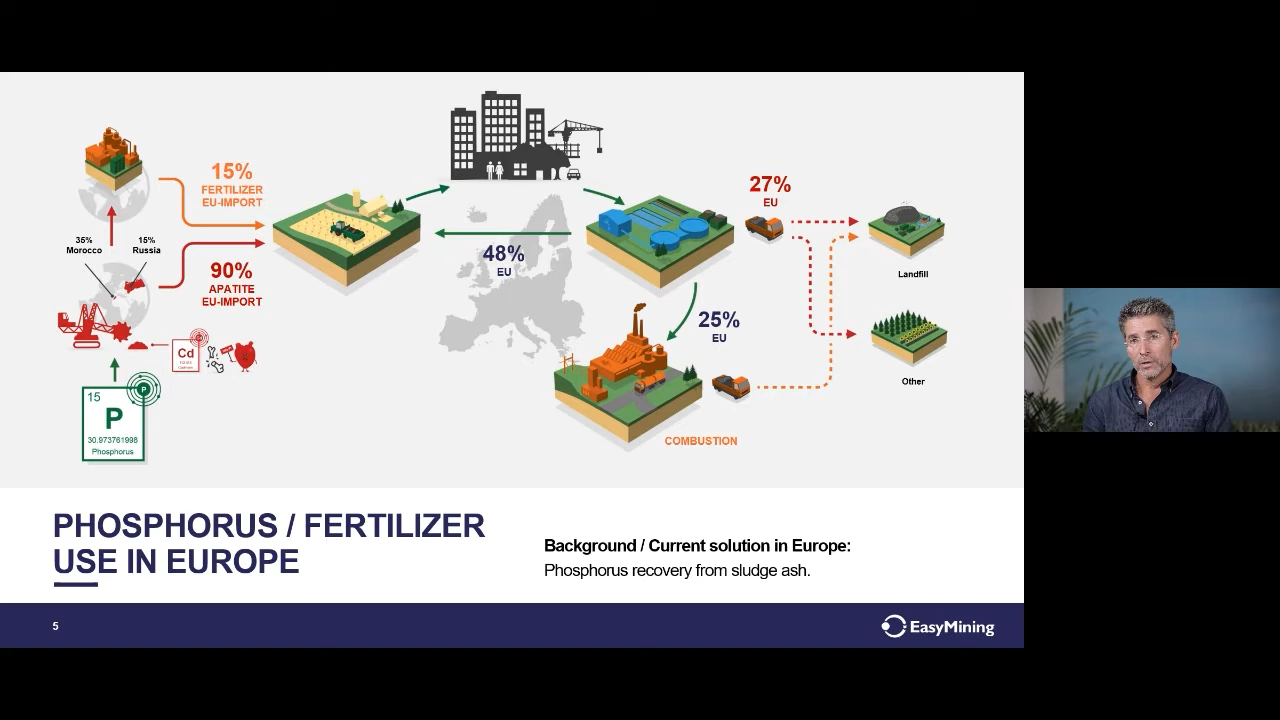 15%
FERTILIZER
EU-IMPORT
35%
Morocco
15%
Russia
90%
APATITE
EU-IMPORT
Cd
15
P
30.973761998
Phosphorus
P
48%
EU
27%
EU
25%
EU
COMBUSTION
Landfill
Other
PHOSPHORUS / FERTILIZER
USE IN EUROPE
Background / Current solution in Europe:
Phosphorus recovery from sludge ash.
5
EasyMining